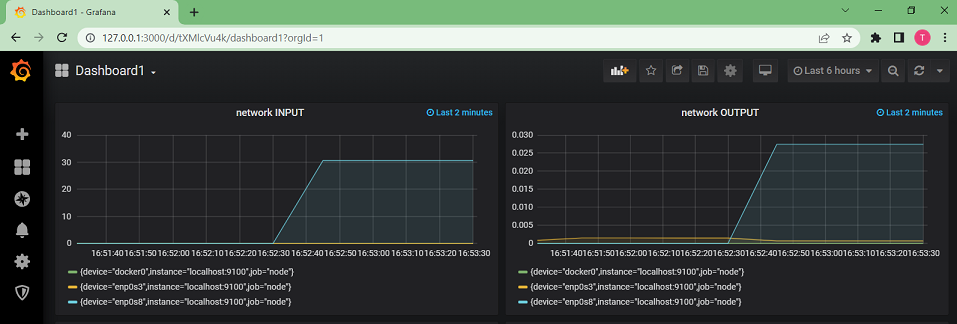 Dashboard1 - Grafana
127.0.0.1:3000/d/tXMlcVu4k/dashboard1?orgId=1
T
Dashboard1
Last 6 hours
network INPUT
Last 2 minutes
40
30
20
10
0
16:51:40 16:51:50 16:52:00 16:52:10 16:52:20 16:52:30 16:52:40 16:52:50 16:53:00 16:53:10 16:53:20 16:53:30
{device="docker0",instance="localhost:9100",job="node"}
{device="enp0s3",instance="localhost:9100",job="node"}
{device="enp0s8",instance="localhost:9100",job="node"}
network OUTPUT
Last 2 minutes
0.030
0.025
0.020
0.015
0.010
0.005
0
16:51:40 16:51:50 16:52:00 16:52:10 16:52:20 16:52:30 16:52:40 16:52:50 16:53:00 16:53:10 16:53:20 16:53:30
{device="docker0",instance="localhost:9100",job="node"}
{device="enp0s3",instance="localhost:9100",job="node"}
{device="enp0s8",instance="localhost:9100",job="node"}